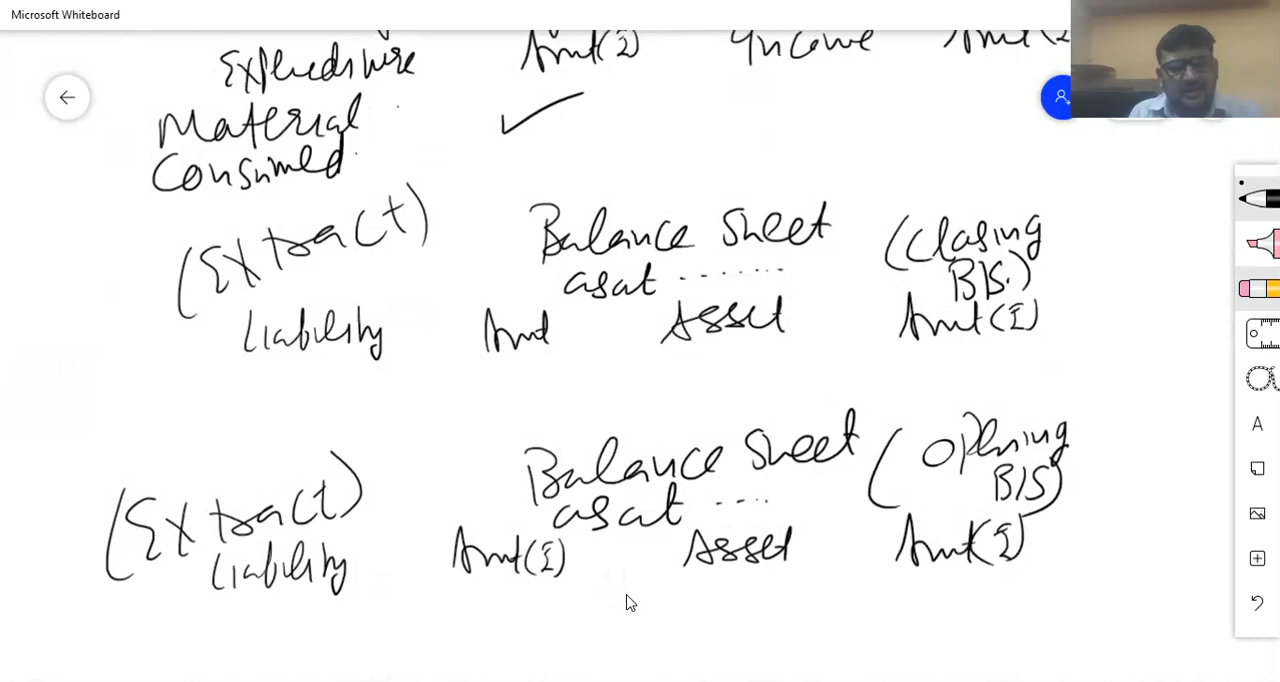 Microsoft Whiteboard
Expenditure Amt(₹) Income Amt(₹
Material
Consumed
(Extract) Balance Sheet (Closing
as at ....... B/S.)
Liability Amt Asset Amt(₹)
Balance Sheet (Opening
(Extract) as at .... B/S)
Liability Amt(₹) Asset Amt(₹)
A